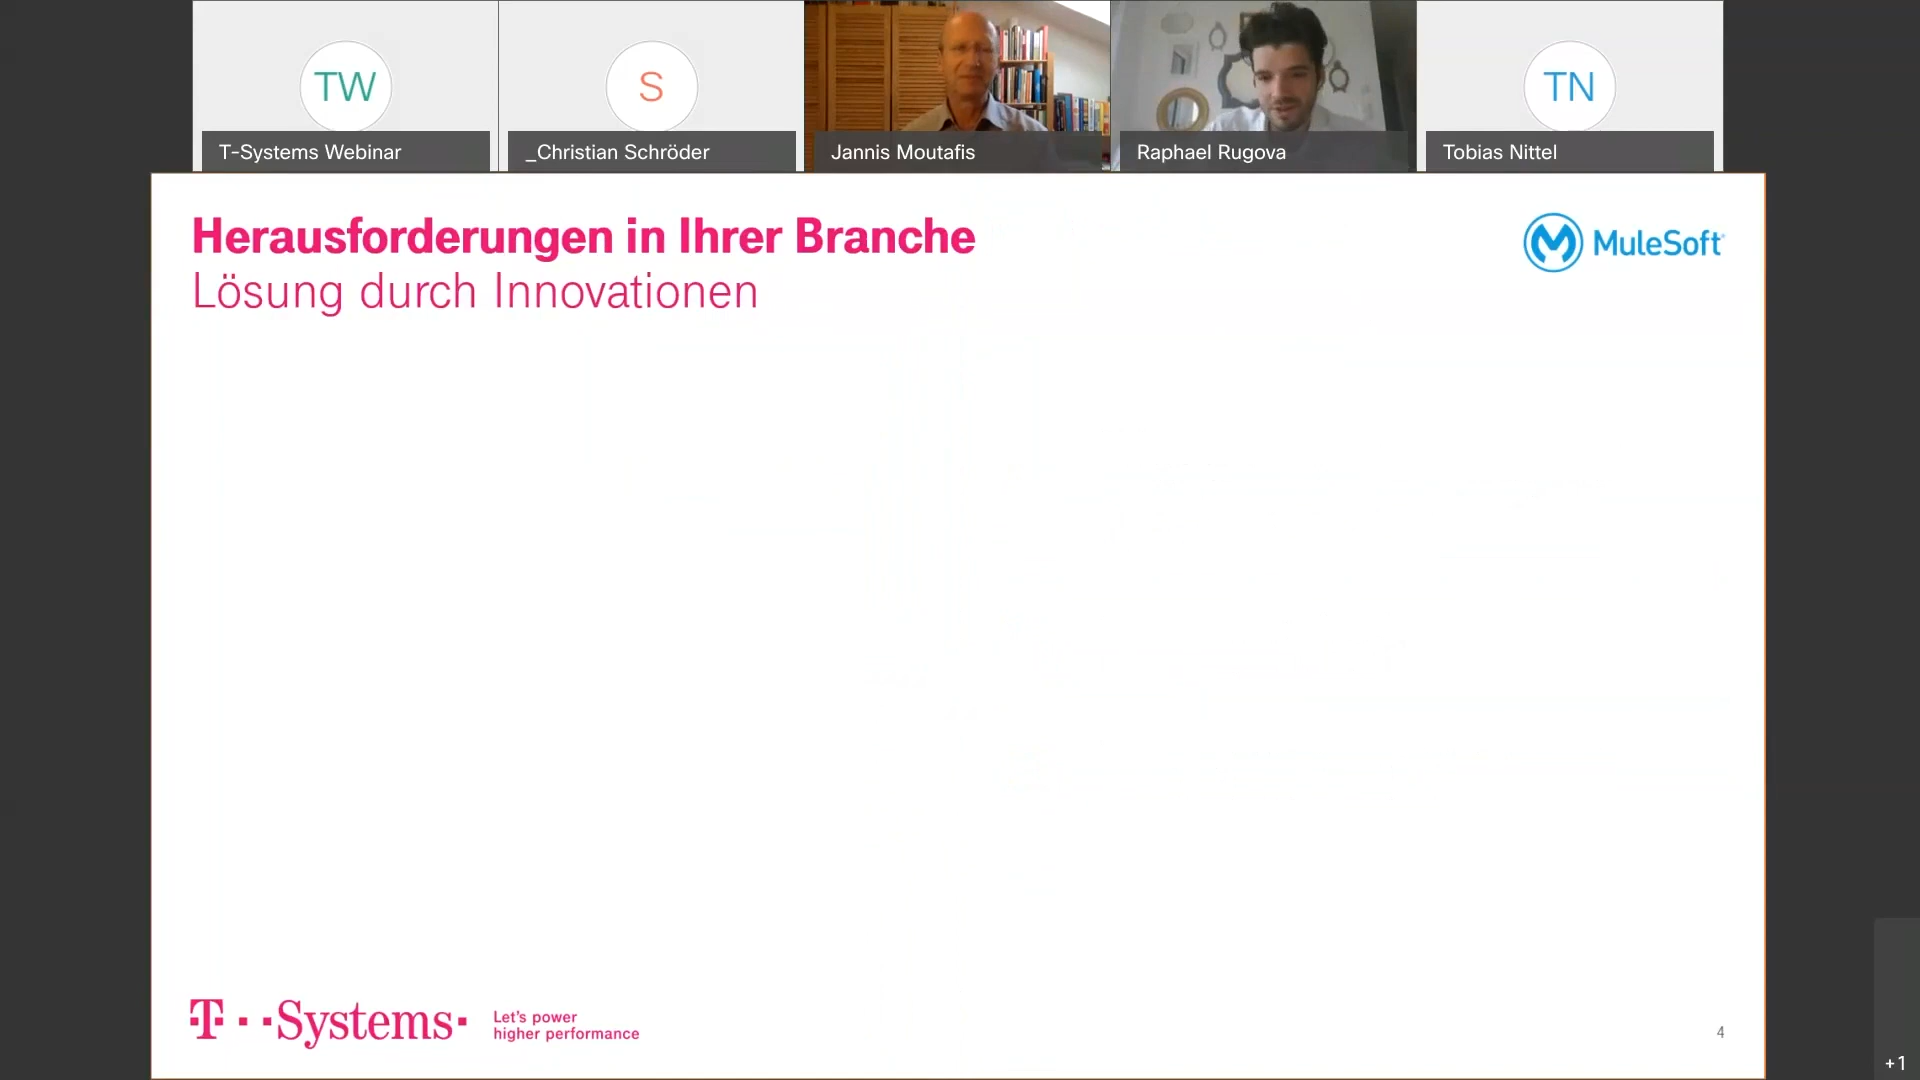 TW
S
TN
T-Systems Webinar
_Christian Schröder
Jannis Moutafis
Raphael Rugova
Tobias Nittel
Herausforderungen in Ihrer Branche
Lösung durch Innovationen
MuleSoft
T··Systems·
Let's power
higher performance
4
+1